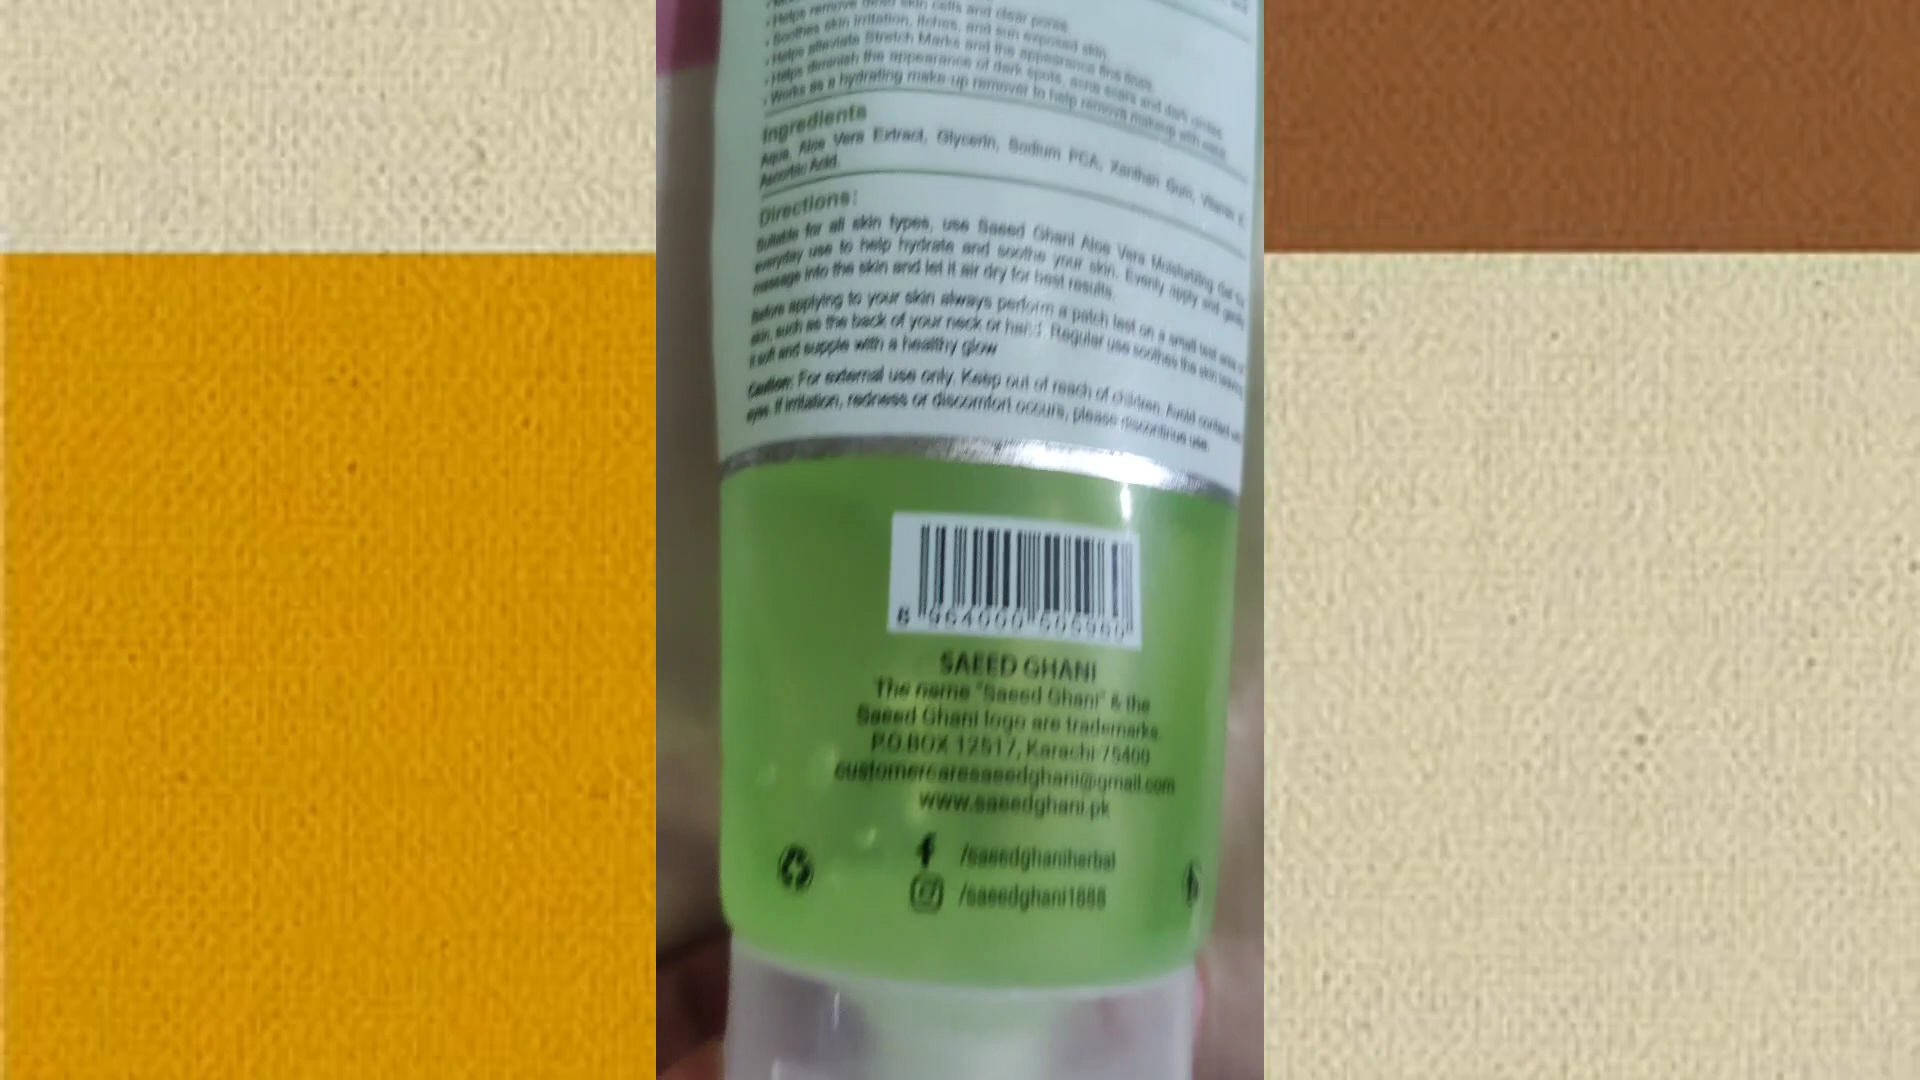 • Helps remove dead skin cells and clear pores.
• Soothes skin irritation, itches, and sun exposed skin.
• Helps alleviate Stretch Marks and the appearance fine lines.
• Helps diminish the appearance of dark spots, acne scars and dark circles.
• Works as a hydrating make-up remover to help remove makeup with ease.
Ingredients
Aqua, Aloe Vera Extract, Glycerin, Sodium PCA, Xanthan Gum, Vitamin E,
Ascorbic Acid.
Directions:
Suitable for all skin types, use Saeed Ghani Aloe Vera Moisturizing Gel for
everyday use to help hydrate and soothe your skin. Evenly apply and gently
massage into the skin and let it air dry for best results.
Before applying to your skin always perform a patch test on a small test area of
skin, such as the back of your neck or hand. Regular use soothes the skin leaving
it soft and supple with a healthy glow
Caution: For external use only. Keep out of reach of children. Avoid contact with
eyes. If irritation, redness or discomfort occurs, please discontinue use.
SAEED GHANI
The name "Saeed Ghani" & the
Saeed Ghani logo are trademarks.
P.O.BOX 12517, Karachi-75400
customercaresaeedghani@gmail.com
www.saeedghani.pk
/saeedghaniherbal
/saeedghani1888